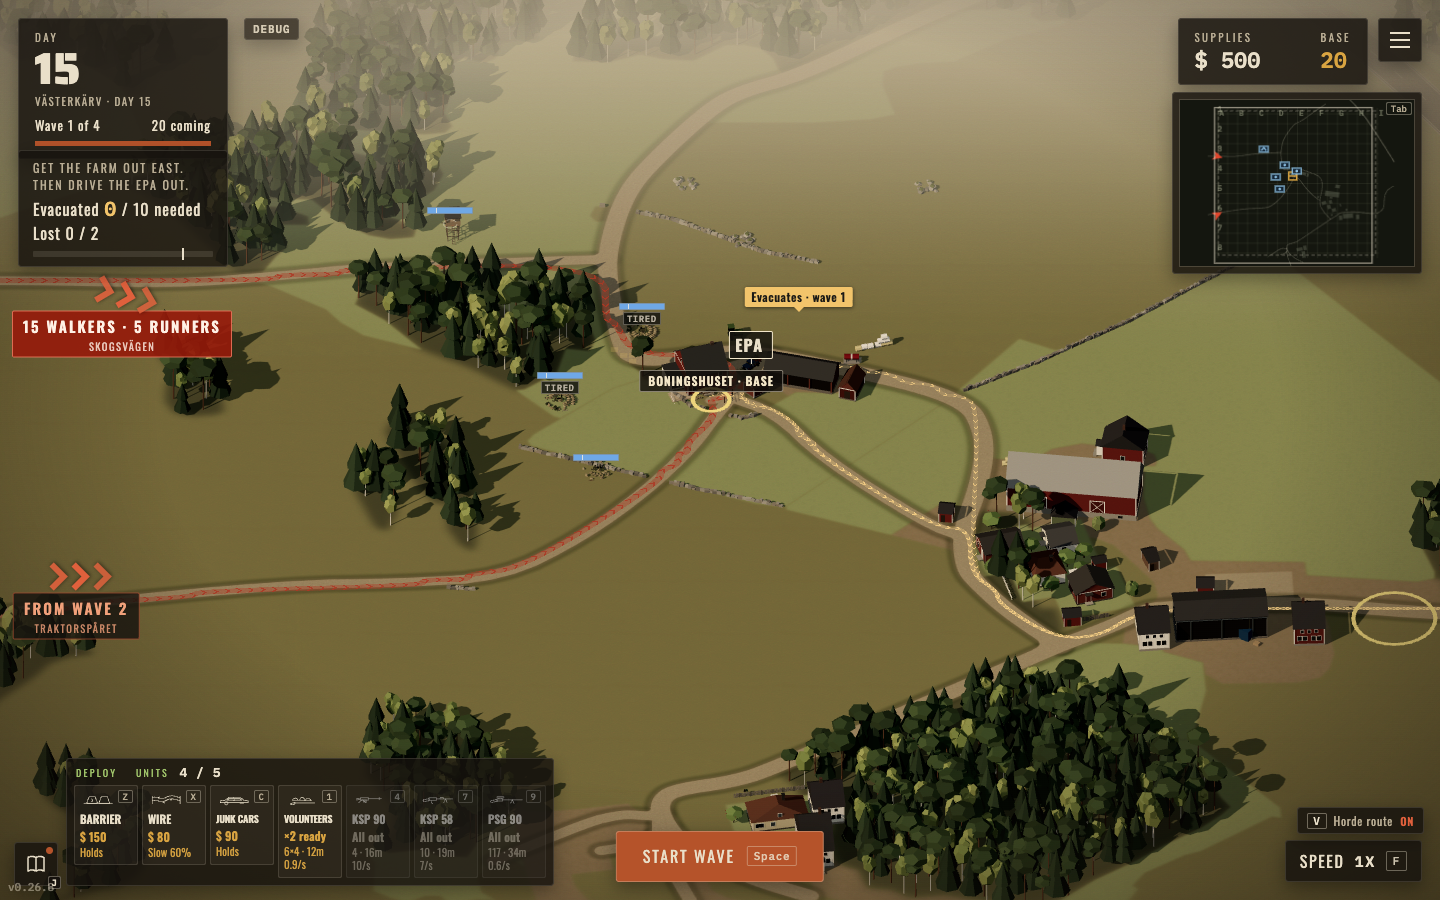 DAY
15
VÄSTERKÄRV · DAY 15
Wave 1 of 4 20 coming
GET THE FARM OUT EAST.
THEN DRIVE THE EPA OUT.
Evacuated 0 / 10 needed
Lost 0 / 2
DEBUG
SUPPLIES BASE
$ 500 20
Tab
15 WALKERS · 5 RUNNERS
SKOGSVÄGEN
TIRED
TIRED
Evacuates · wave 1
EPA
BONINGSHUSET · BASE
FROM WAVE 2
TRAKTORSPÅRET
DEPLOY UNITS 4 / 5
Z
BARRIER
$ 150
Holds
X
WIRE
$ 80
Slow 60%
C
JUNK CARS
$ 90
Holds
1
VOLUNTEERS
×2 ready
6×4 · 12m
0.9/s
4
KSP 90
All out
4 · 16m
10/s
7
KSP 58
All out
10 · 19m
7/s
9
PSG 90
All out
117 · 34m
0.6/s
J
START WAVE Space
V Horde route ON
SPEED 1X F